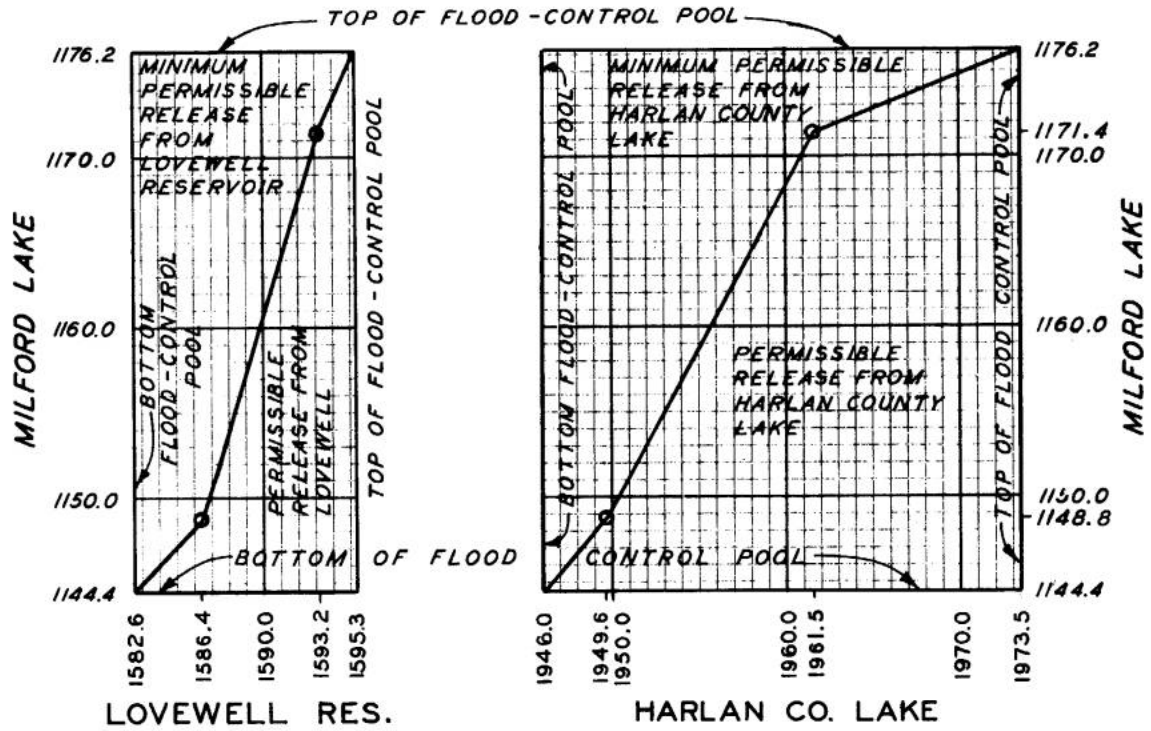 TOP OF FLOOD-CONTROL POOL
1176.2
1170.0
1160.0
1150.0
1144.4
MILFORD LAKE
MINIMUM
PERMISSIBLE
RELEASE
FROM
LOVEWELL
RESERVOIR
BOTTOM
FLOOD-CONTROL
POOL
PERMISSIBLE
RELEASE FROM
LOVEWELL
TOP OF FLOOD-CONTROL POOL
BOTTOM OF FLOOD CONTROL POOL
1582.6
1586.4
1590.0
1593.2
1595.3
LOVEWELL RES.
BOTTOM FLOOD-CONTROL POOL
MINIMUM PERMISSIBLE
RELEASE FROM
HARLAN COUNTY
LAKE
PERMISSIBLE
RELEASE FROM
HARLAN COUNTY
LAKE
TOP OF FLOOD CONTROL POOL
1176.2
1171.4
1170.0
1160.0
1150.0
1148.8
1144.4
MILFORD LAKE
1946.0
1949.6
1950.0
1960.0
1961.5
1970.0
1973.5
HARLAN CO. LAKE